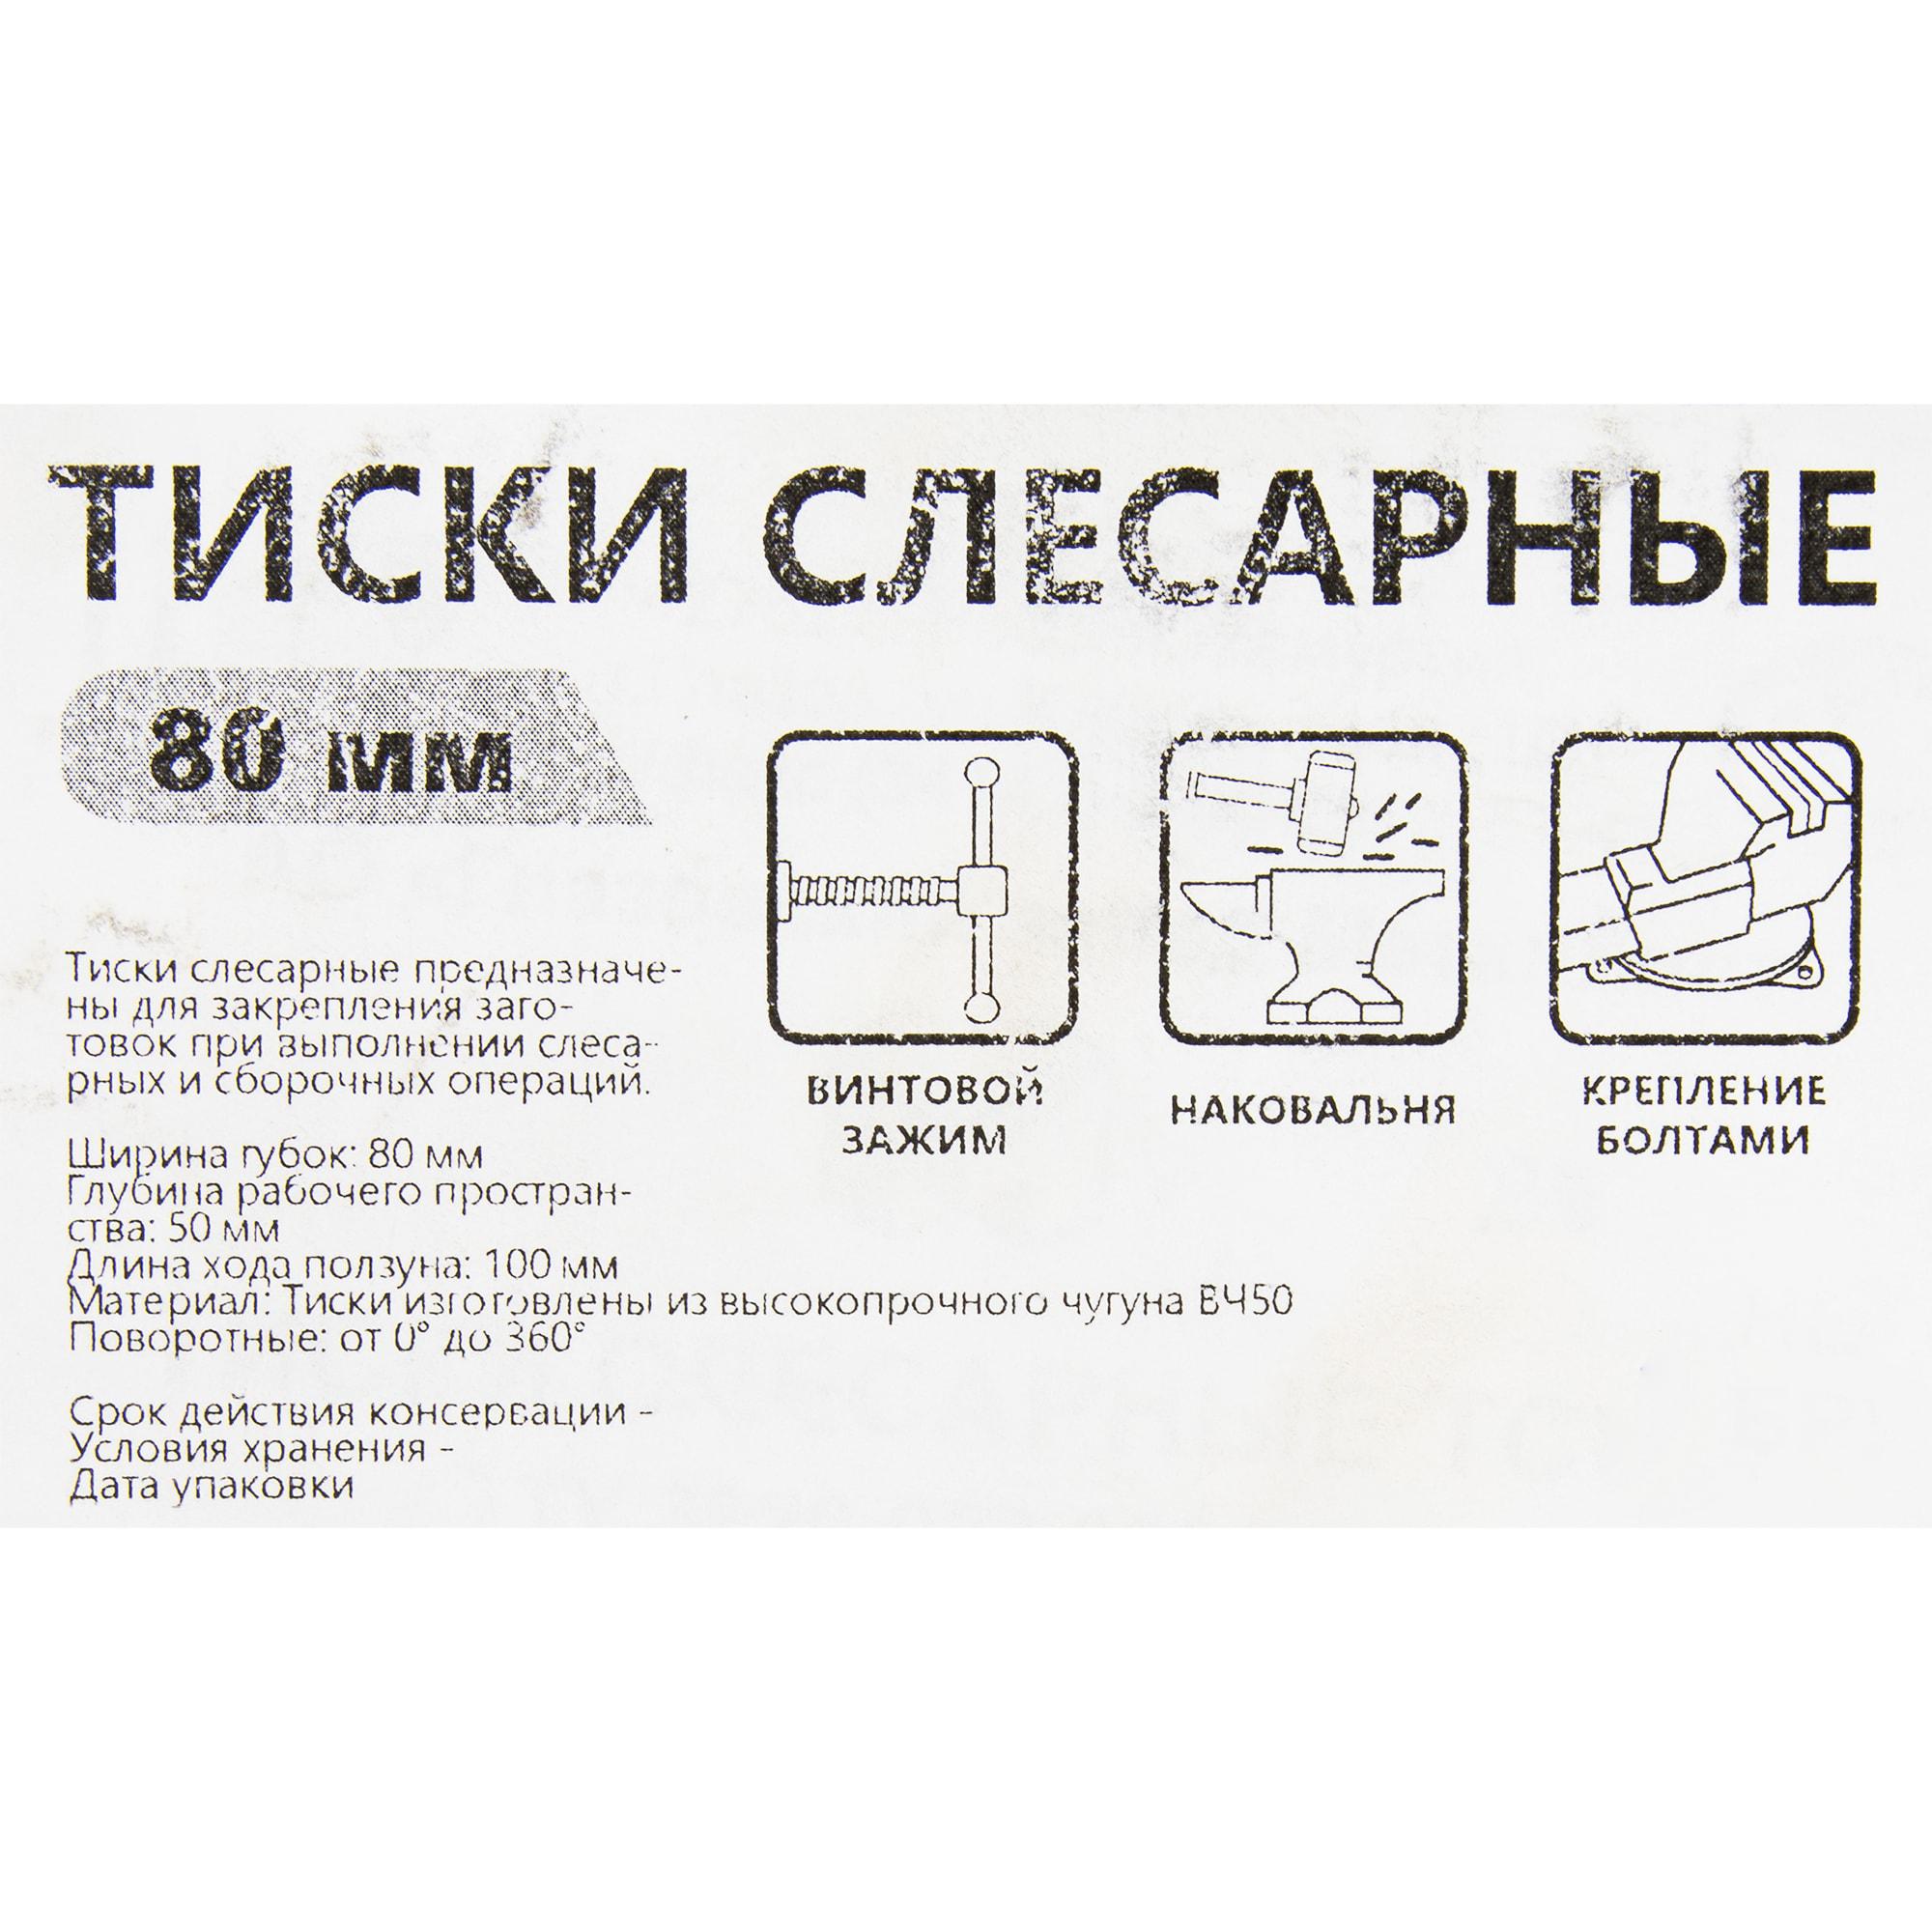 ТИСКИ СЛЕСАРНЫЕ
80 мм
Тиски слесарные предназначе-
ны для закрепления заго-
товок при выполнении слеса-
рных и сборочных операций.
Ширина губок: 80 мм
Глубина рабочего простран-
ства: 50 мм
Длина хода ползуна: 100 мм
Материал: Тиски изготовлены из высокопрочного чугуна ВЧ50
Поворотные: от 0° до 360°
Срок действия консервации -
Условия хранения -
Дата упаковки
ВИНТОВОЙ
ЗАЖИМ
НАКОВАЛЬНЯ
КРЕПЛЕНИЕ
БОЛТАМИ